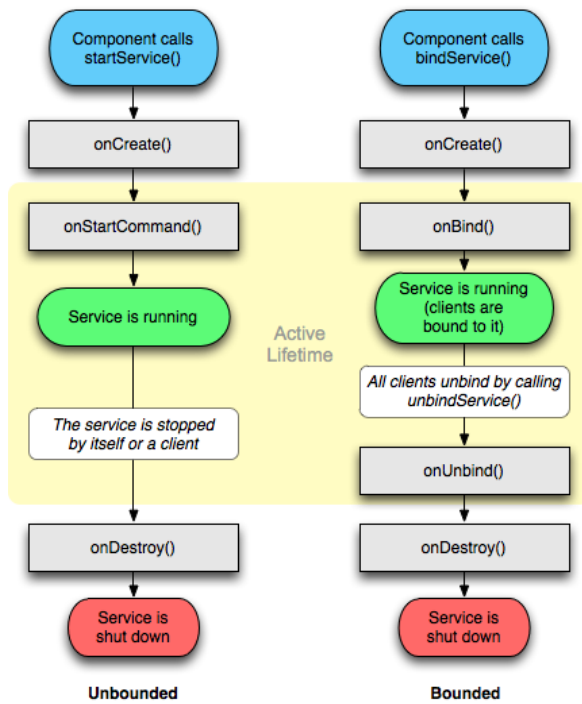 Component calls
startService()
onCreate()
onStartCommand()
Service is running
The service is stopped
by itself or a client
onDestroy()
Service is
shut down
Unbounded
Active
Lifetime
Component calls
bindService()
onCreate()
onBind()
Service is running
(clients are
bound to it)
All clients unbind by calling
unbindService()
onUnbind()
onDestroy()
Service is
shut down
Bounded